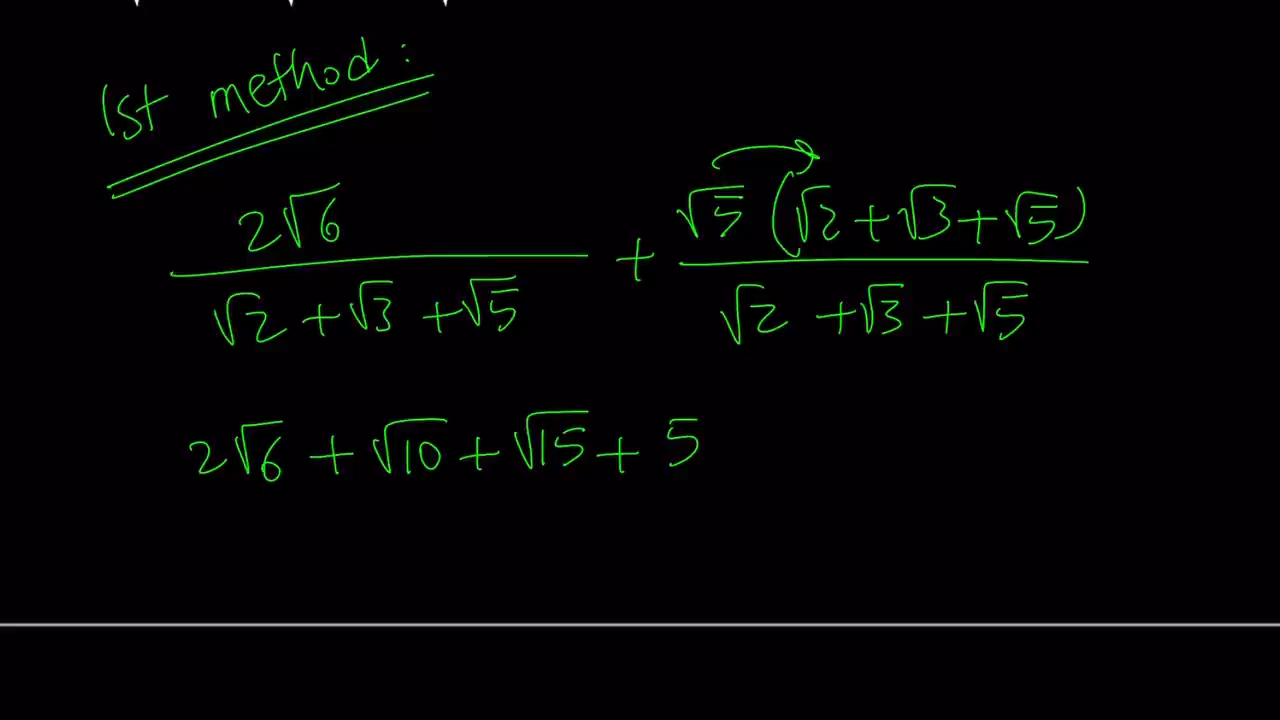 1st method:
2√6 + √5 (√2 + √3 + √5)
√2 + √3 + √5 √2 + √3 + √5
2√6 + √10 + √15 + 5